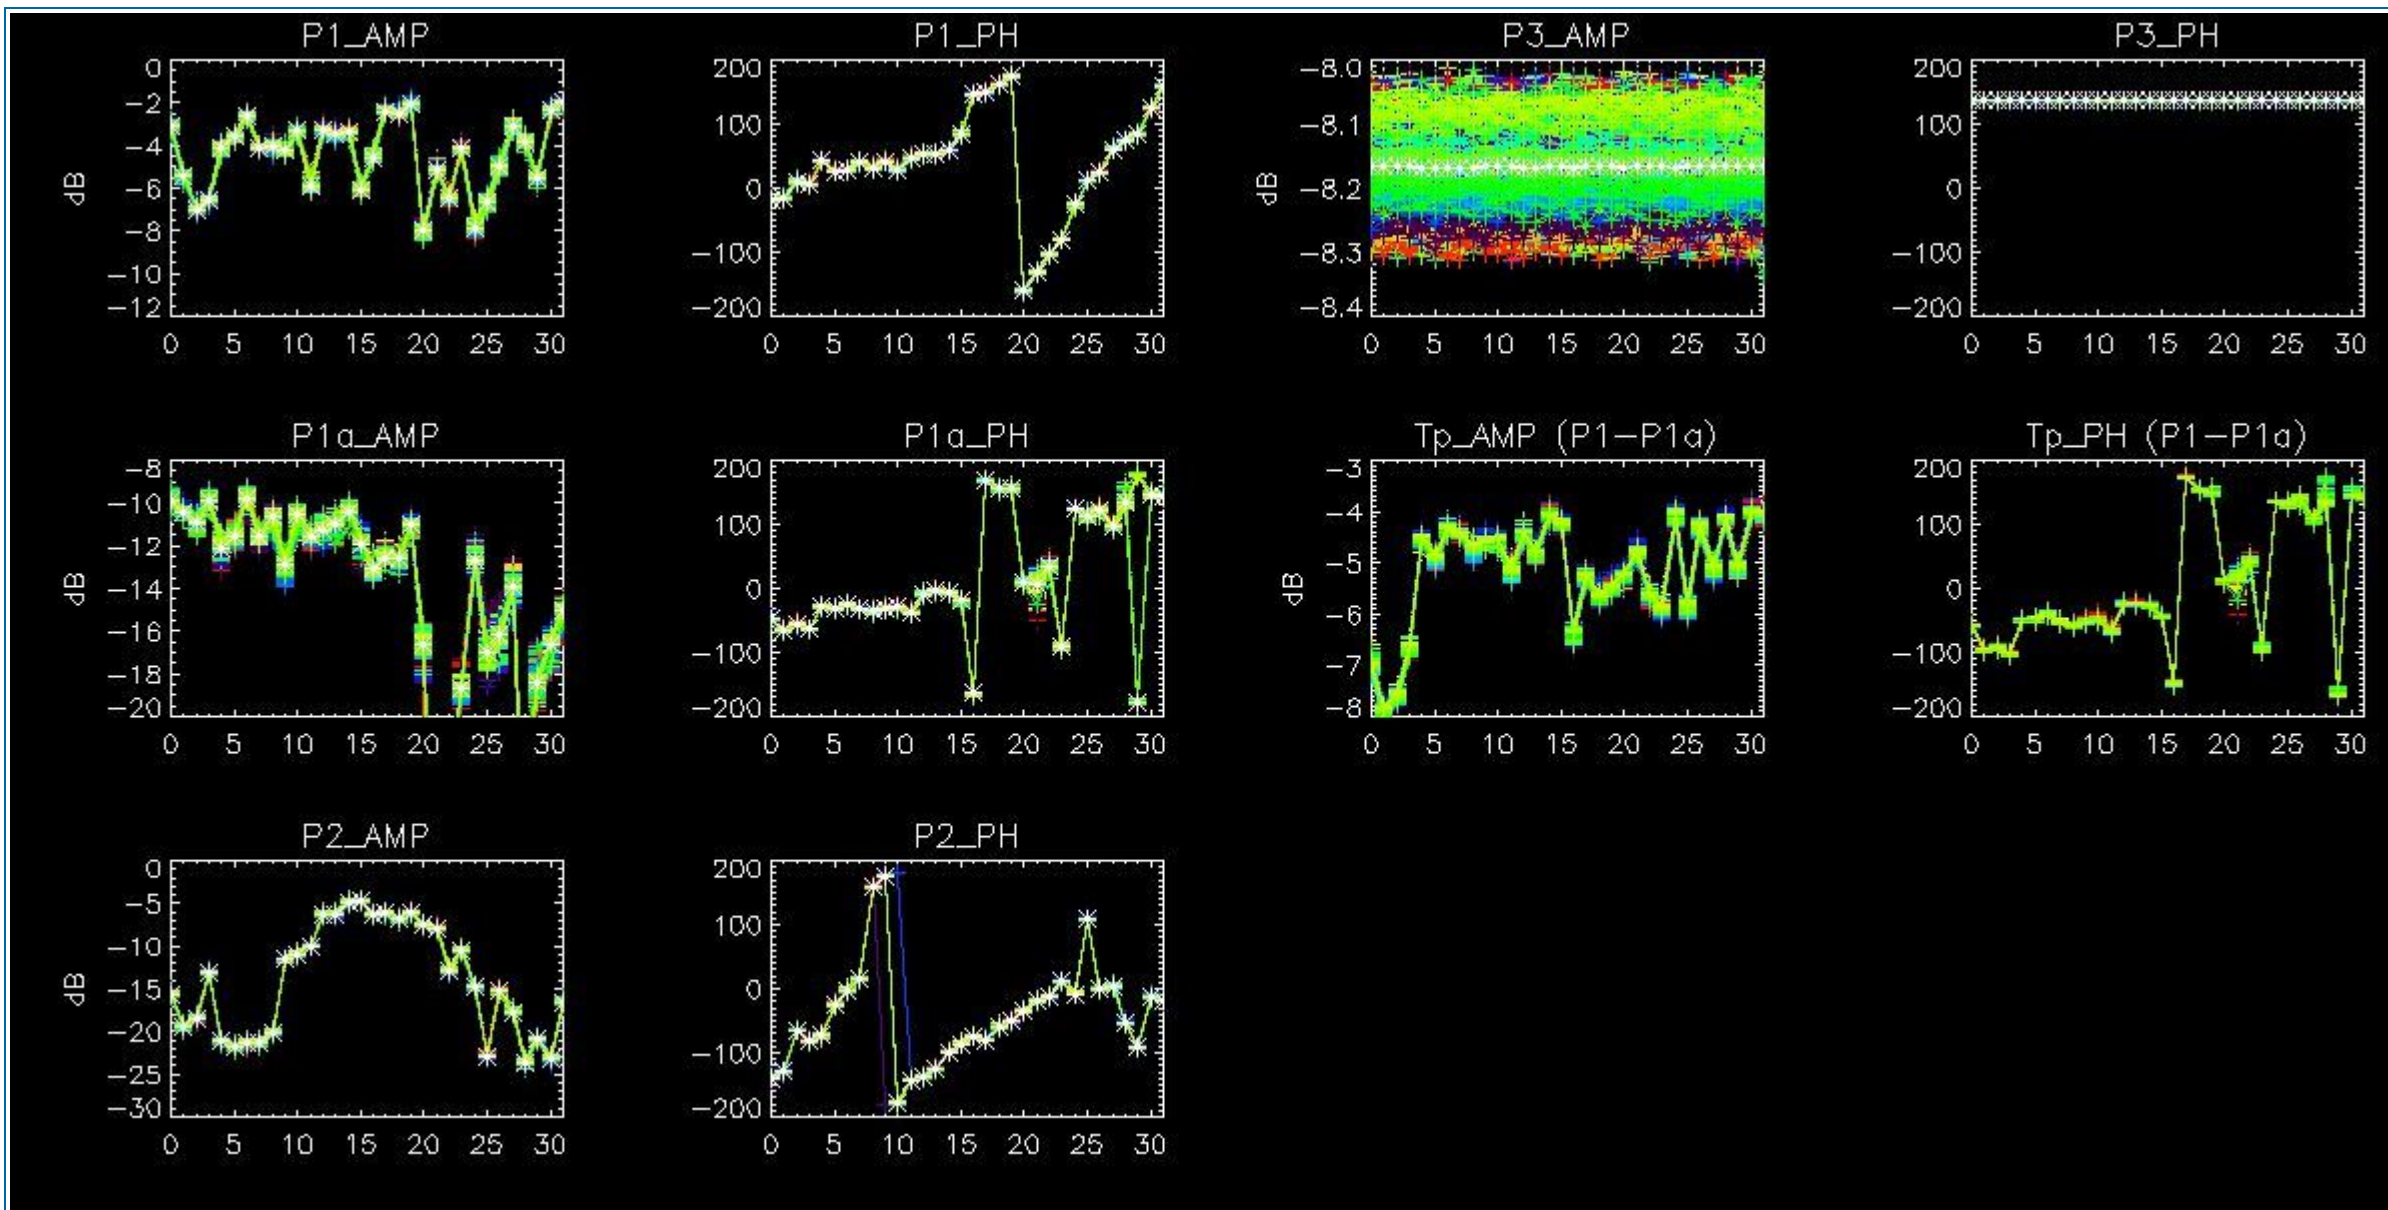 P1_AMP P1_PH P3_AMP P3_PH
0 200 -8.0 200
-2 100 -8.1 100
-4 0 -8.2 0
-6 -100 -8.3 -100
-8 -200 -8.4 -200
-10
-12
dB dB
0 5 10 15 20 25 30 0 5 10 15 20 25 30 0 5 10 15 20 25 30 0 5 10 15 20 25 30
P1a_AMP P1a_PH Tp_AMP (P1-P1a) Tp_PH (P1-P1a)
-8 200 -3 200
-10 100 -4 100
-12 0 -5 0
-14 -100 -6 -100
-16 -200 -7 -200
-18 -8
-20
dB dB
0 5 10 15 20 25 30 0 5 10 15 20 25 30 0 5 10 15 20 25 30 0 5 10 15 20 25 30
P2_AMP P2_PH
0 200
-5 100
-10 0
-15 -100
-20 -200
-25
-30
dB
0 5 10 15 20 25 30 0 5 10 15 20 25 30